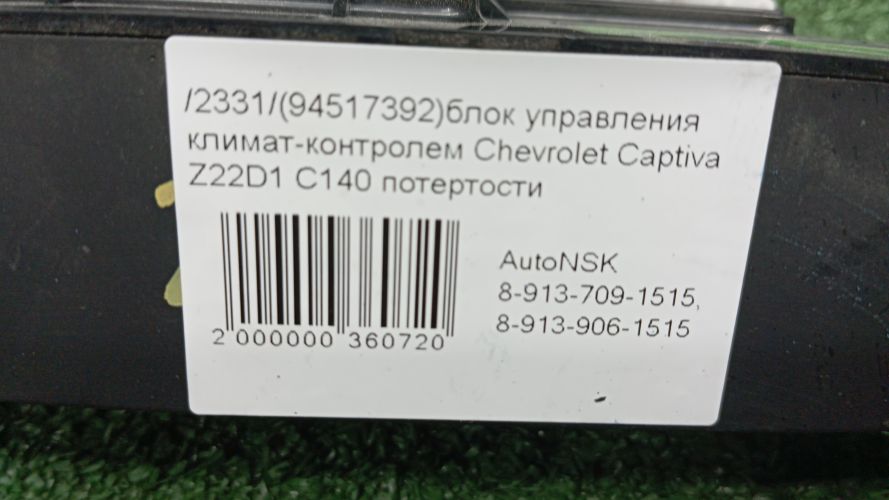 /2331/(94517392)блок управления
климат-контролем Chevrolet Captiva
Z22D1 C140 потертости
AutoNSK
8-913-709-1515,
8-913-906-1515
2 000000 360720